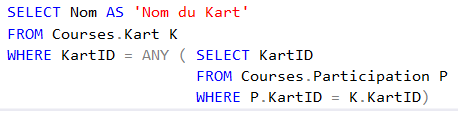 SELECT Nom AS 'Nom du Kart'
FROM Courses.Kart K
WHERE KartID = ANY ( SELECT KartID
FROM Courses.Participation P
WHERE P.KartID = K.KartID)